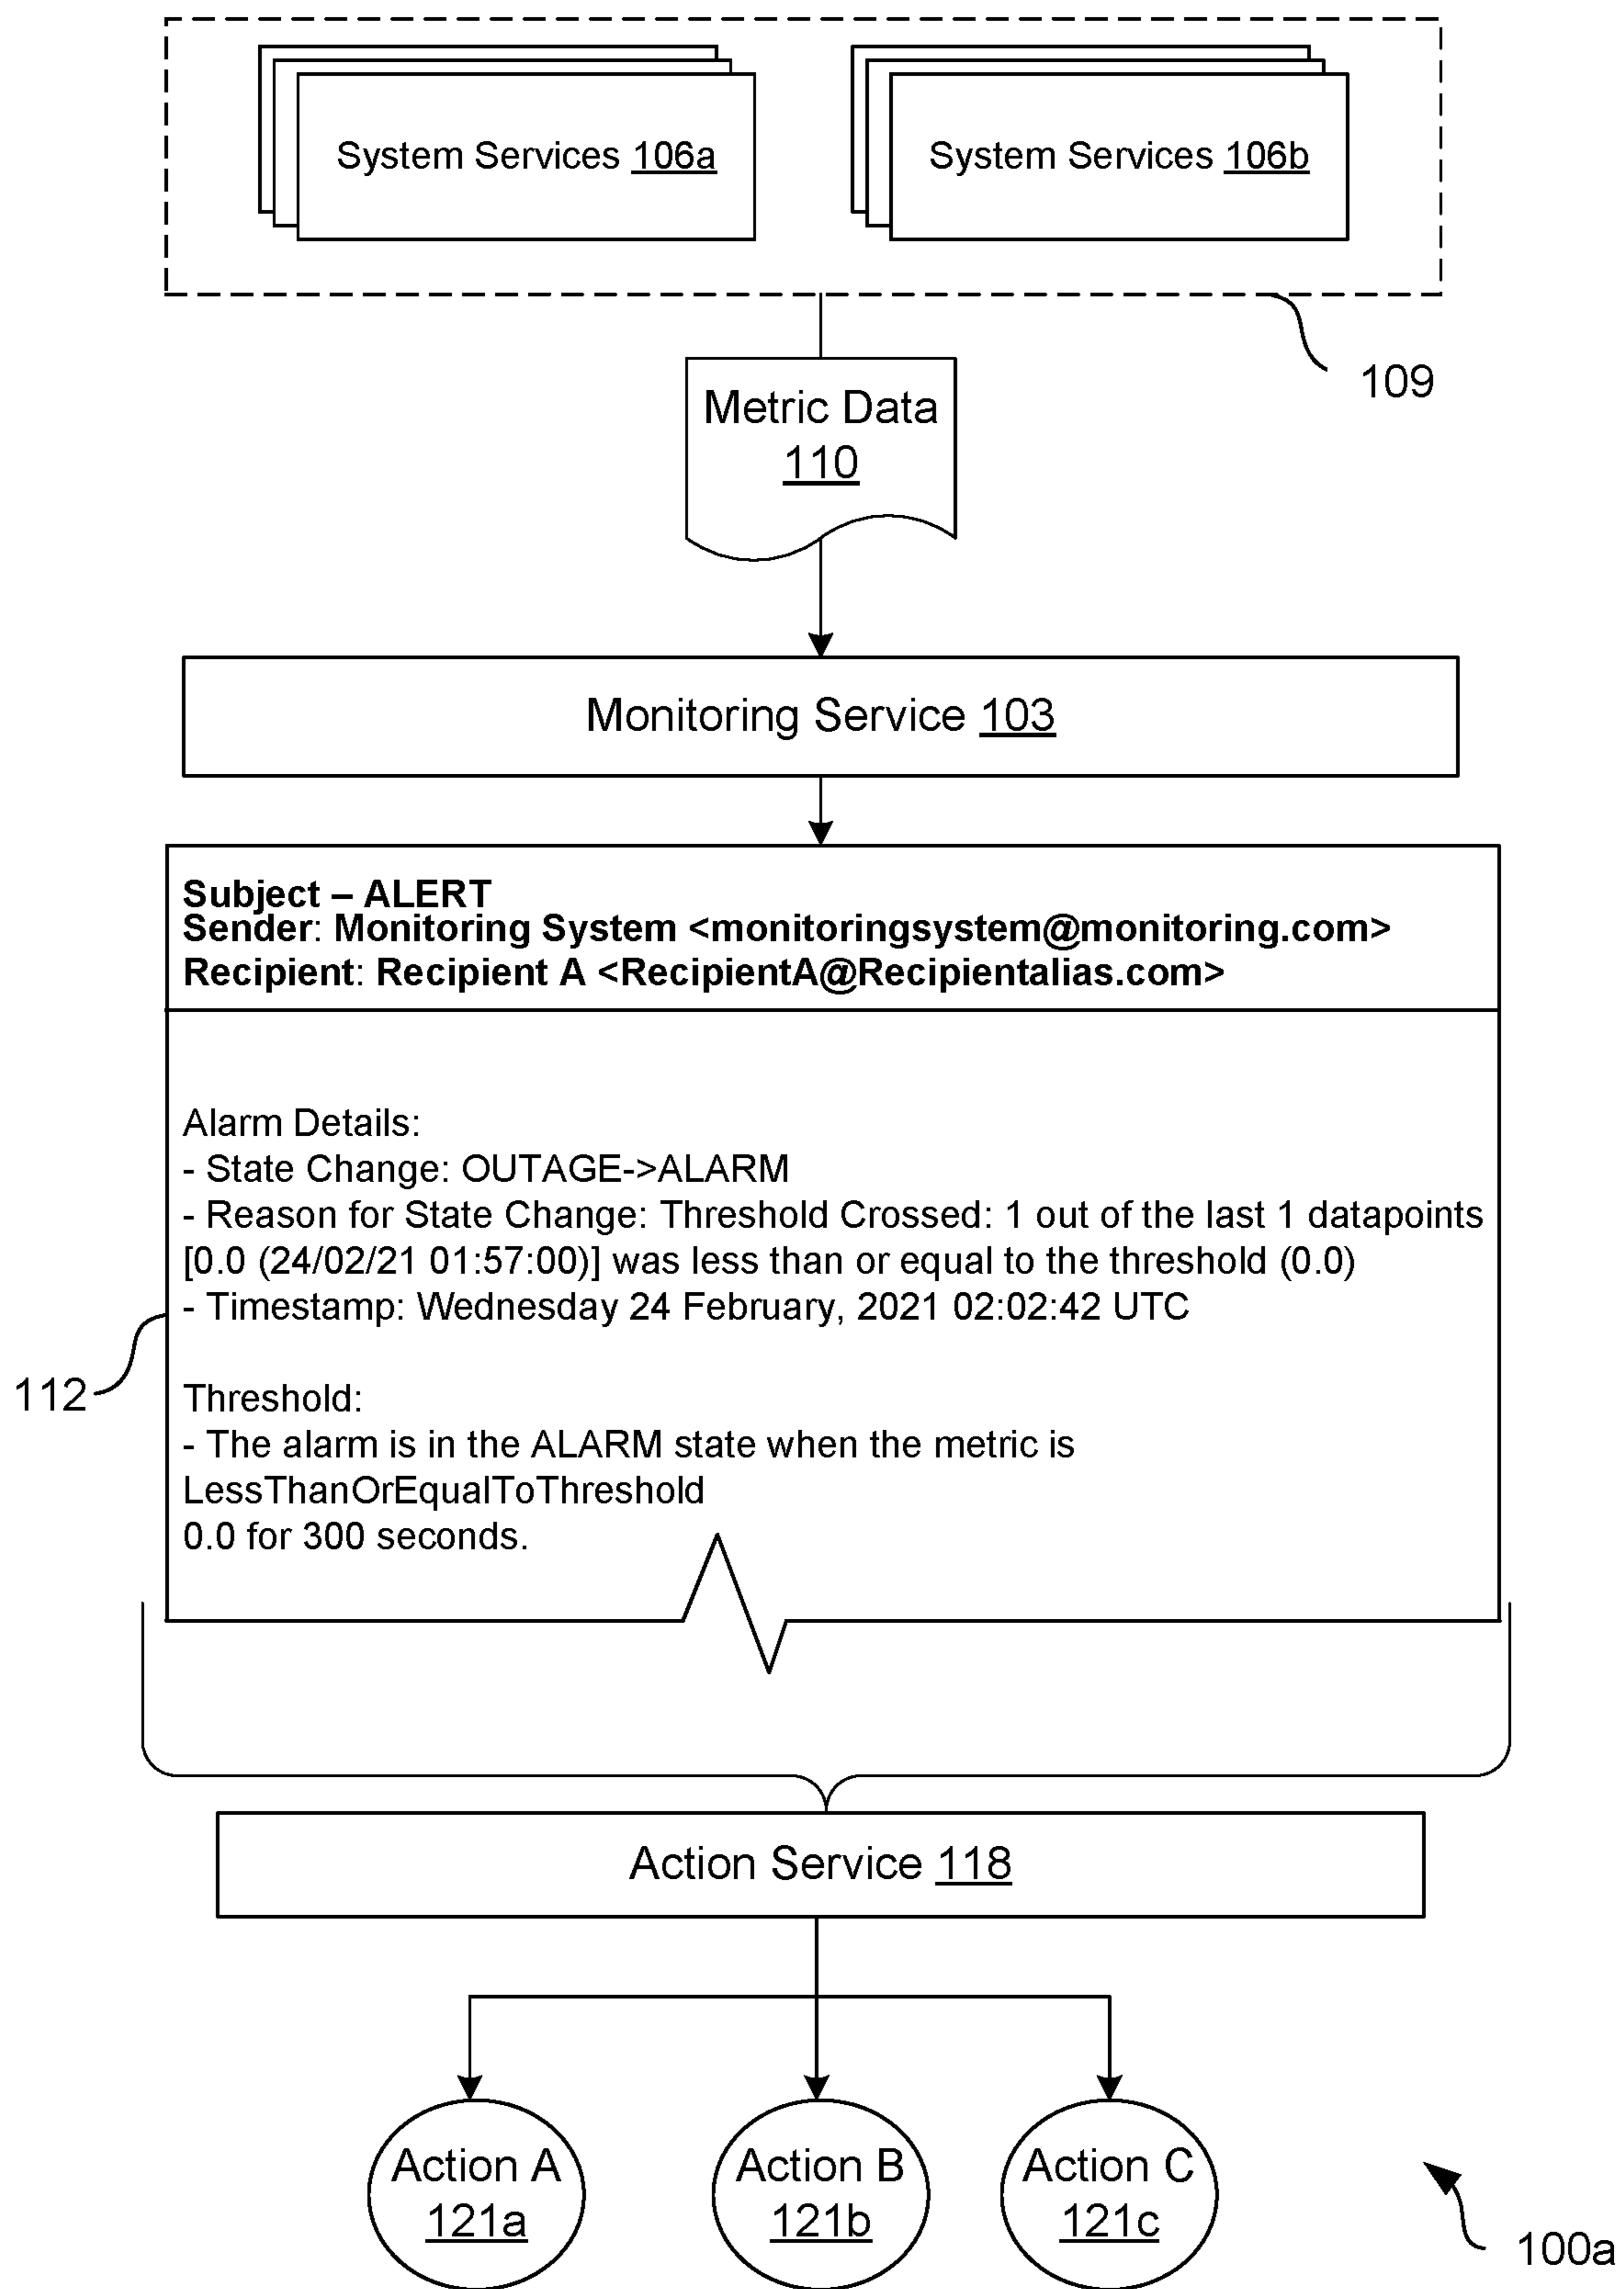 System Services 106a
System Services 106b
109
Metric Data
110
Monitoring Service 103
Subject – ALERT
Sender: Monitoring System <monitoringsystem@monitoring.com>
Recipient: Recipient A <RecipientA@Recipientalias.com>
Alarm Details:
- State Change: OUTAGE->ALARM
- Reason for State Change: Threshold Crossed: 1 out of the last 1 datapoints
[0.0 (24/02/21 01:57:00)] was less than or equal to the threshold (0.0)
- Timestamp: Wednesday 24 February, 2021 02:02:42 UTC
112
Threshold:
- The alarm is in the ALARM state when the metric is
LessThanOrEqualToThreshold
0.0 for 300 seconds.
Action Service 118
Action A
121a
Action B
121b
Action C
121c
100a